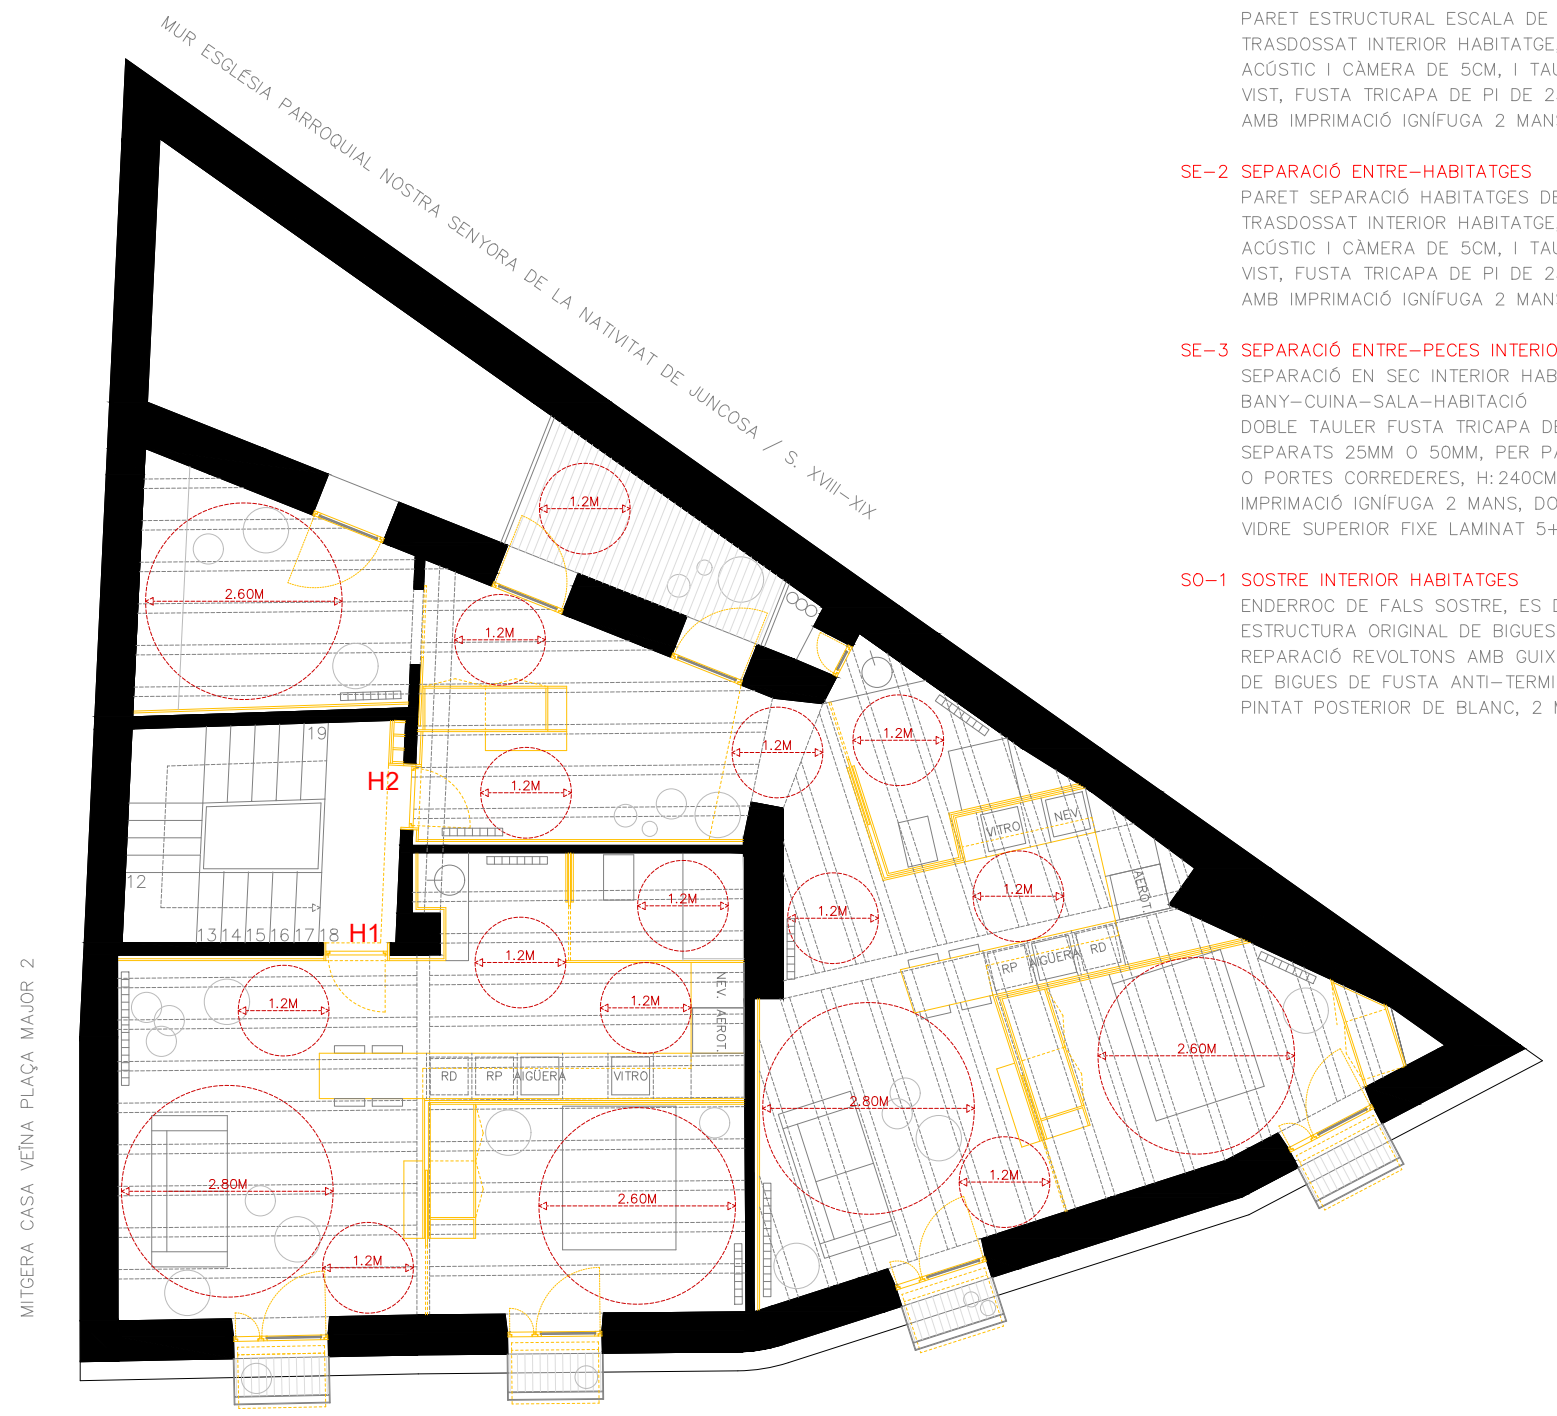 PARET ESTRUCTURAL ESCALA DE
TRASDOSSAT INTERIOR HABITATGE,
ACÚSTIC I CÀMERA DE 5CM, I TAU
VIST, FUSTA TRICAPA DE PI DE 2
AMB IMPRIMACIÓ IGNÍFUGA 2 MANS
SE-2 SEPARACIÓ ENTRE-HABITATGES
PARET SEPARACIÓ HABITATGES DE
TRASDOSSAT INTERIOR HABITATGE,
ACÚSTIC I CÀMERA DE 5CM, I TAU
VIST, FUSTA TRICAPA DE PI DE 2
AMB IMPRIMACIÓ IGNÍFUGA 2 MANS
SE-3 SEPARACIÓ ENTRE-PECES INTERIO
SEPARACIÓ EN SEC INTERIOR HAB
BANY-CUINA-SALA-HABITACIÓ
DOBLE TAULER FUSTA TRICAPA DE
SEPARATS 25MM O 50MM, PER PA
O PORTES CORREDERES, H:240CM
IMPRIMACIÓ IGNÍFUGA 2 MANS, DO
VIDRE SUPERIOR FIXE LAMINAT 5+
SO-1 SOSTRE INTERIOR HABITATGES
ENDERROC DE FALS SOSTRE, ES D
ESTRUCTURA ORIGINAL DE BIGUES
REPARACIÓ REVOLTONS AMB GUIX
DE BIGUES DE FUSTA ANTI-TERMI
PINTAT POSTERIOR DE BLANC, 2 M
MUR ESGLÉSIA PARROQUIAL NOSTRA SENYORA DE LA NATIVITAT DE JUNCOSA / S. XVIII-XIX
MITGERA CASA VEÏNA PLAÇA MAJOR 2
1.2M
2.60M
1.2M
19
H2
1.2M
1.2M
1.2M
VITRO
NEV.
12
AEROT.
1.2M
1.2M
1.2M
13 14 15 16 17 18
H1
1.2M
RP
AIGÜERA
RD
1.2M
1.2M
NEV.
AEROT.
2.60M
RD
RP
AIGÜERA
VITRO
2.80M
2.80M
2.60M
1.2M
1.2M